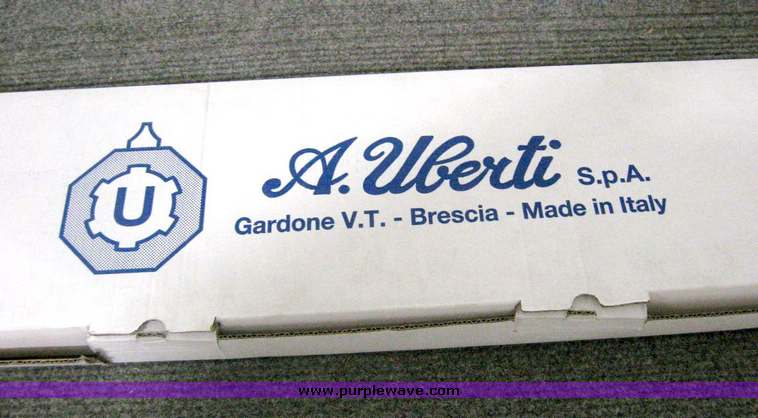 U
A. Uberti S.p.A.
Gardone V.T. - Brescia - Made in Italy
www.purplewave.com